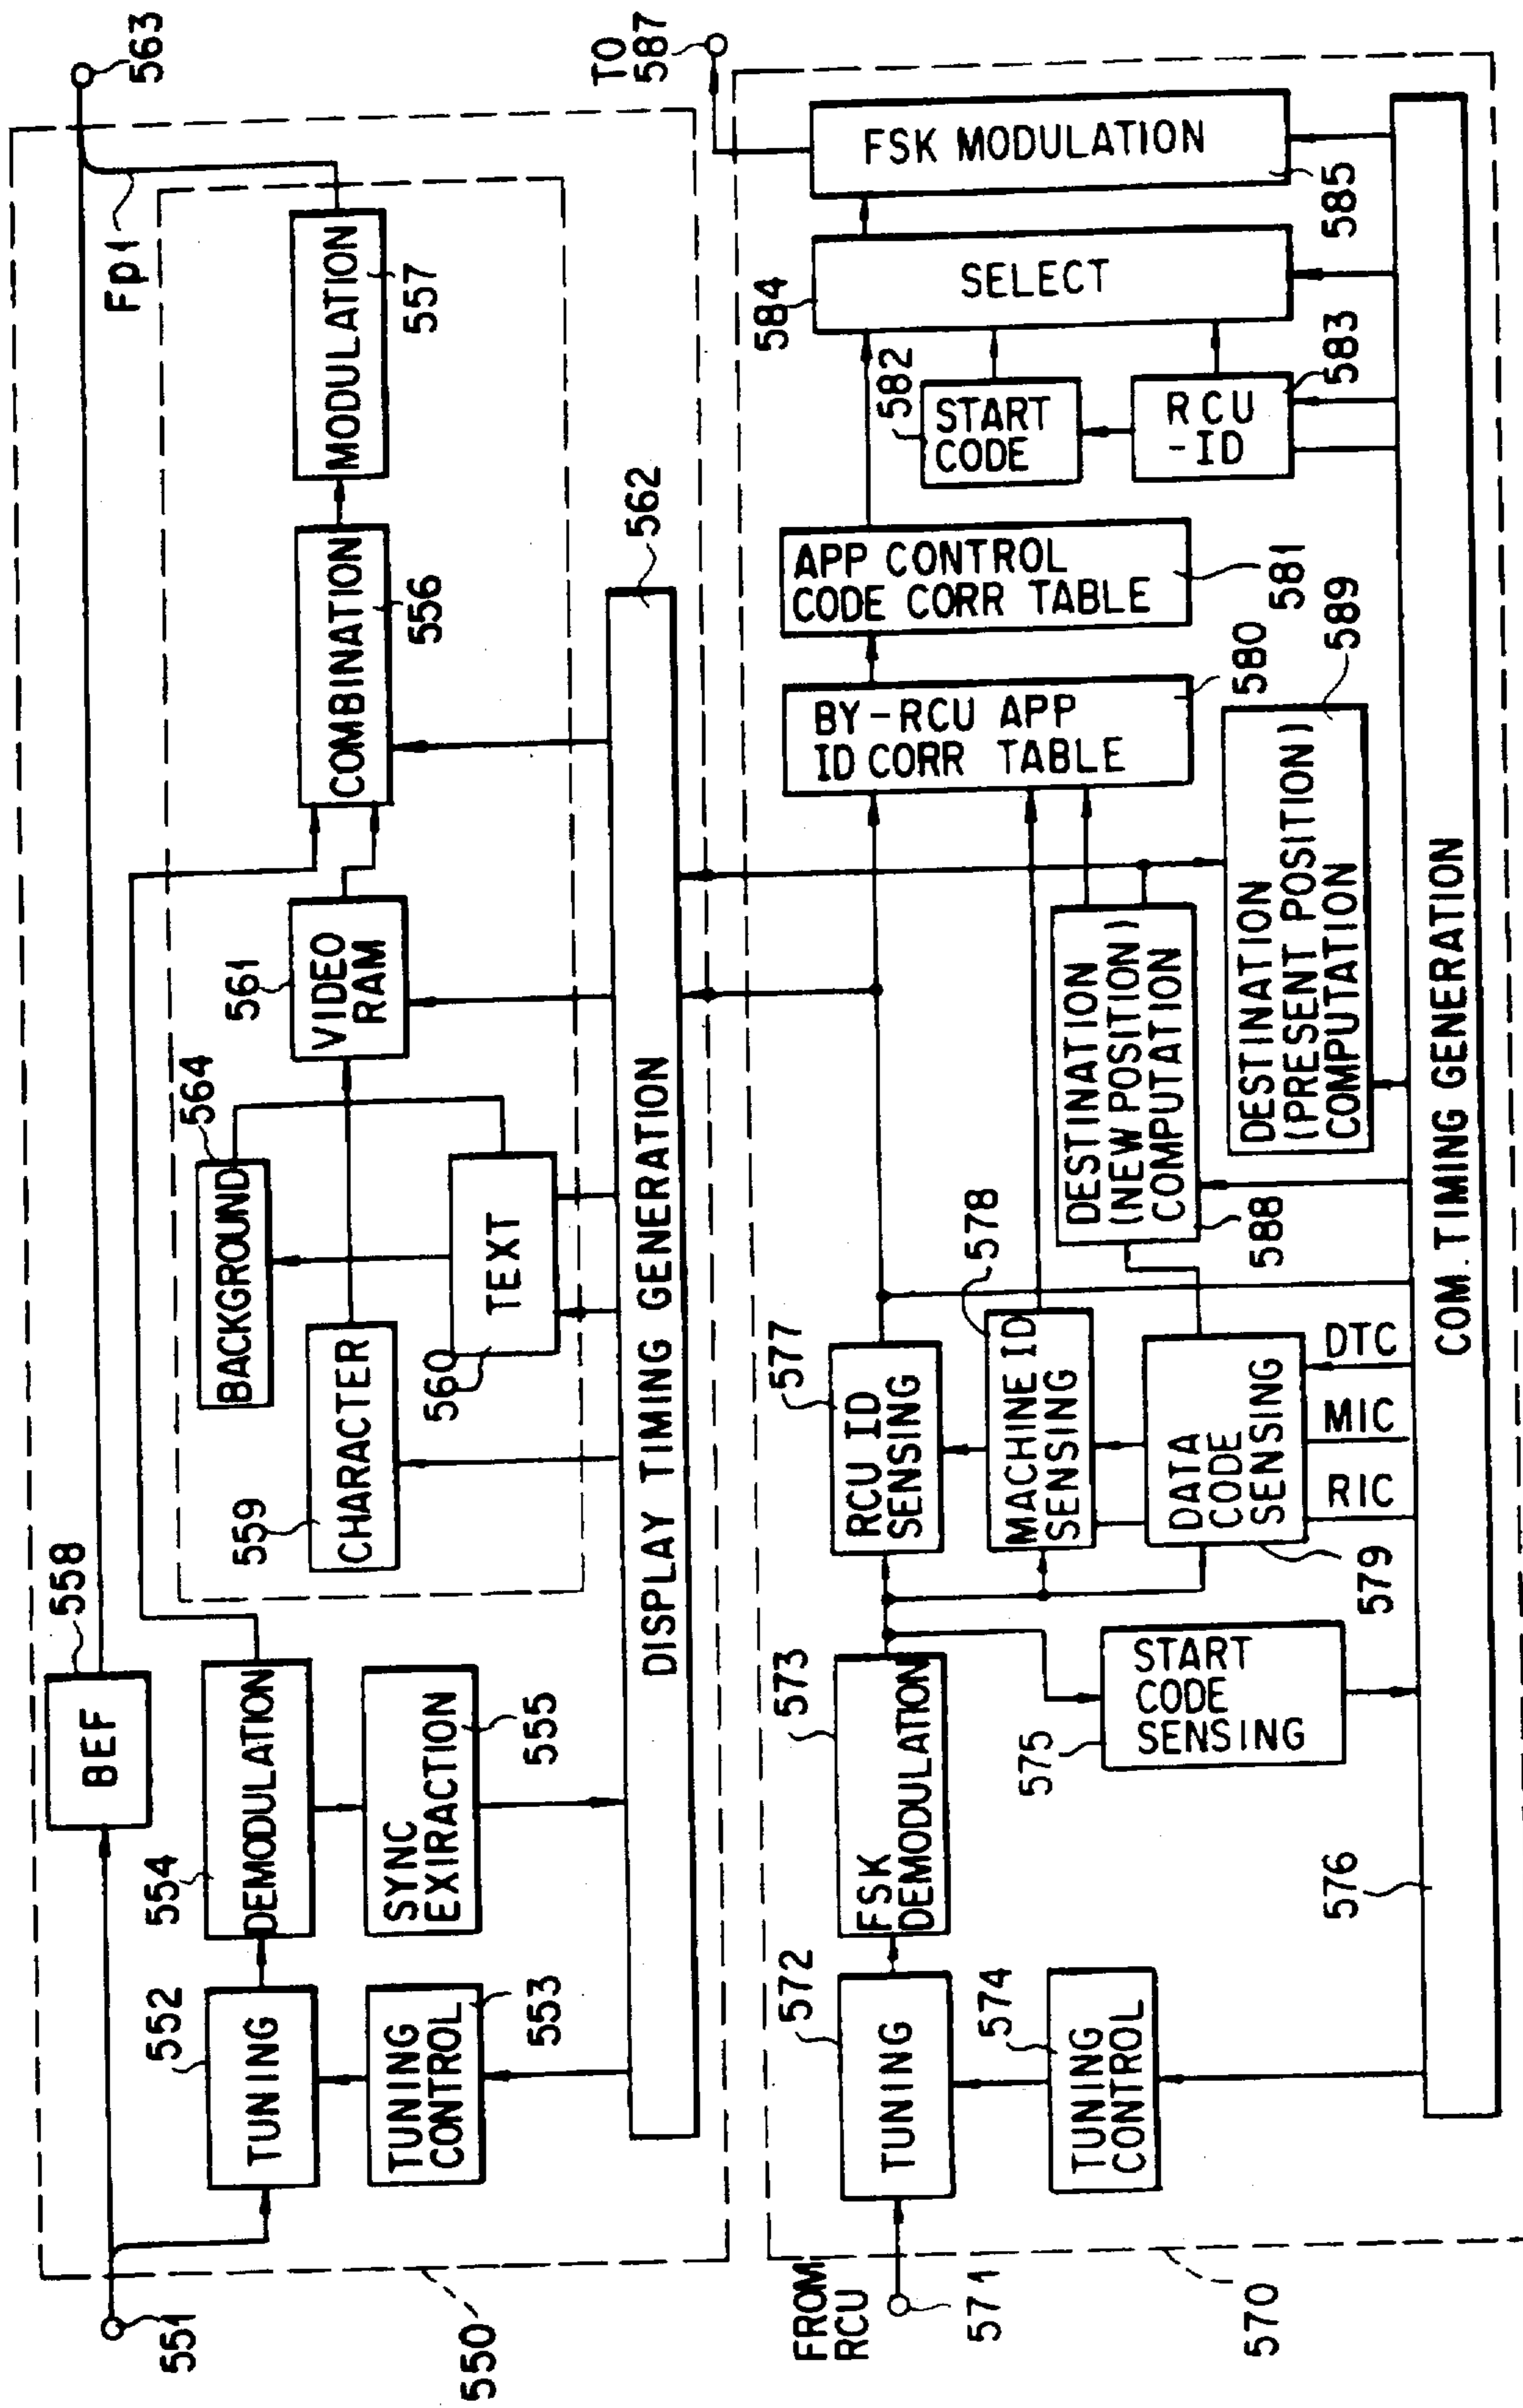 551
550
BEF
558
563
Fp1
TUNING
552
TUNING
CONTROL
553
DEMODULATION
554
SYNC
EXIRACTION
555
BACKGROUND
564
CHARACTER
559
TEXT
560
VIDEO
RAM
561
COMBINATION
556
MODULATION
557
DISPLAY TIMING GENERATION
562
FROM
RCU
571
570
TUNING
572
TUNING
CONTROL
574
FSK
DEMODULATION
573
START
CODE
SENSING
575
RCU ID
SENSING
577
MACHINE ID
SENSING
578
DATA
CODE
SENSING
579
RIC
MIC
DTC
DESTINATION
(NEW POSITION)
COMPUTATION
588
DESTINATION
(PRESENT POSITION)
COMPUTATION
589
BY-RCU APP
ID CORR TABLE
580
APP CONTROL
CODE CORR TABLE
581
START
CODE
582
RCU
-ID
583
SELECT
584
FSK MODULATION
585
TO
587
COM. TIMING GENERATION
576